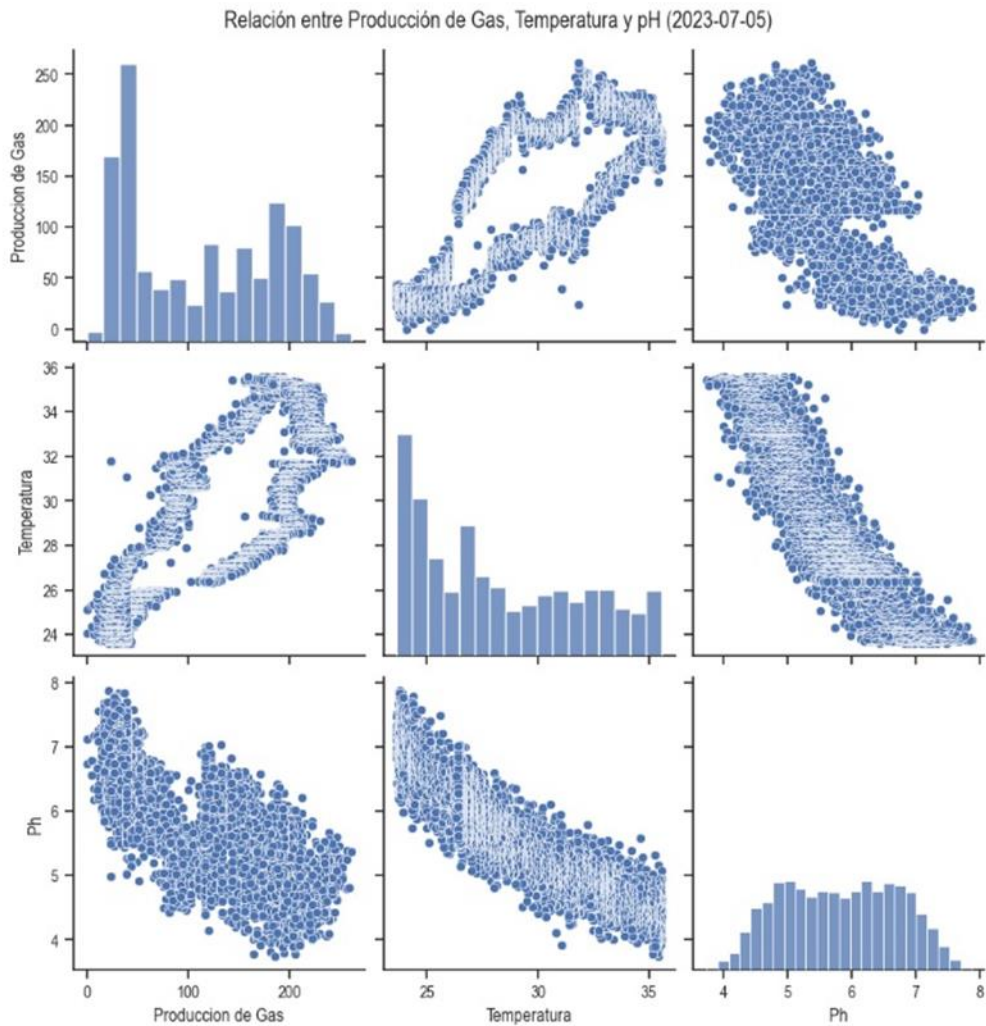 Relación entre Producción de Gas, Temperatura y pH (2023-07-05)
250
200
150
100
50
0
Produccion de Gas
36
34
32
30
28
26
24
Temperatura
8
7
6
5
4
Ph
0 100 200
Produccion de Gas
25 30 35
Temperatura
4 5 6 7 8
Ph